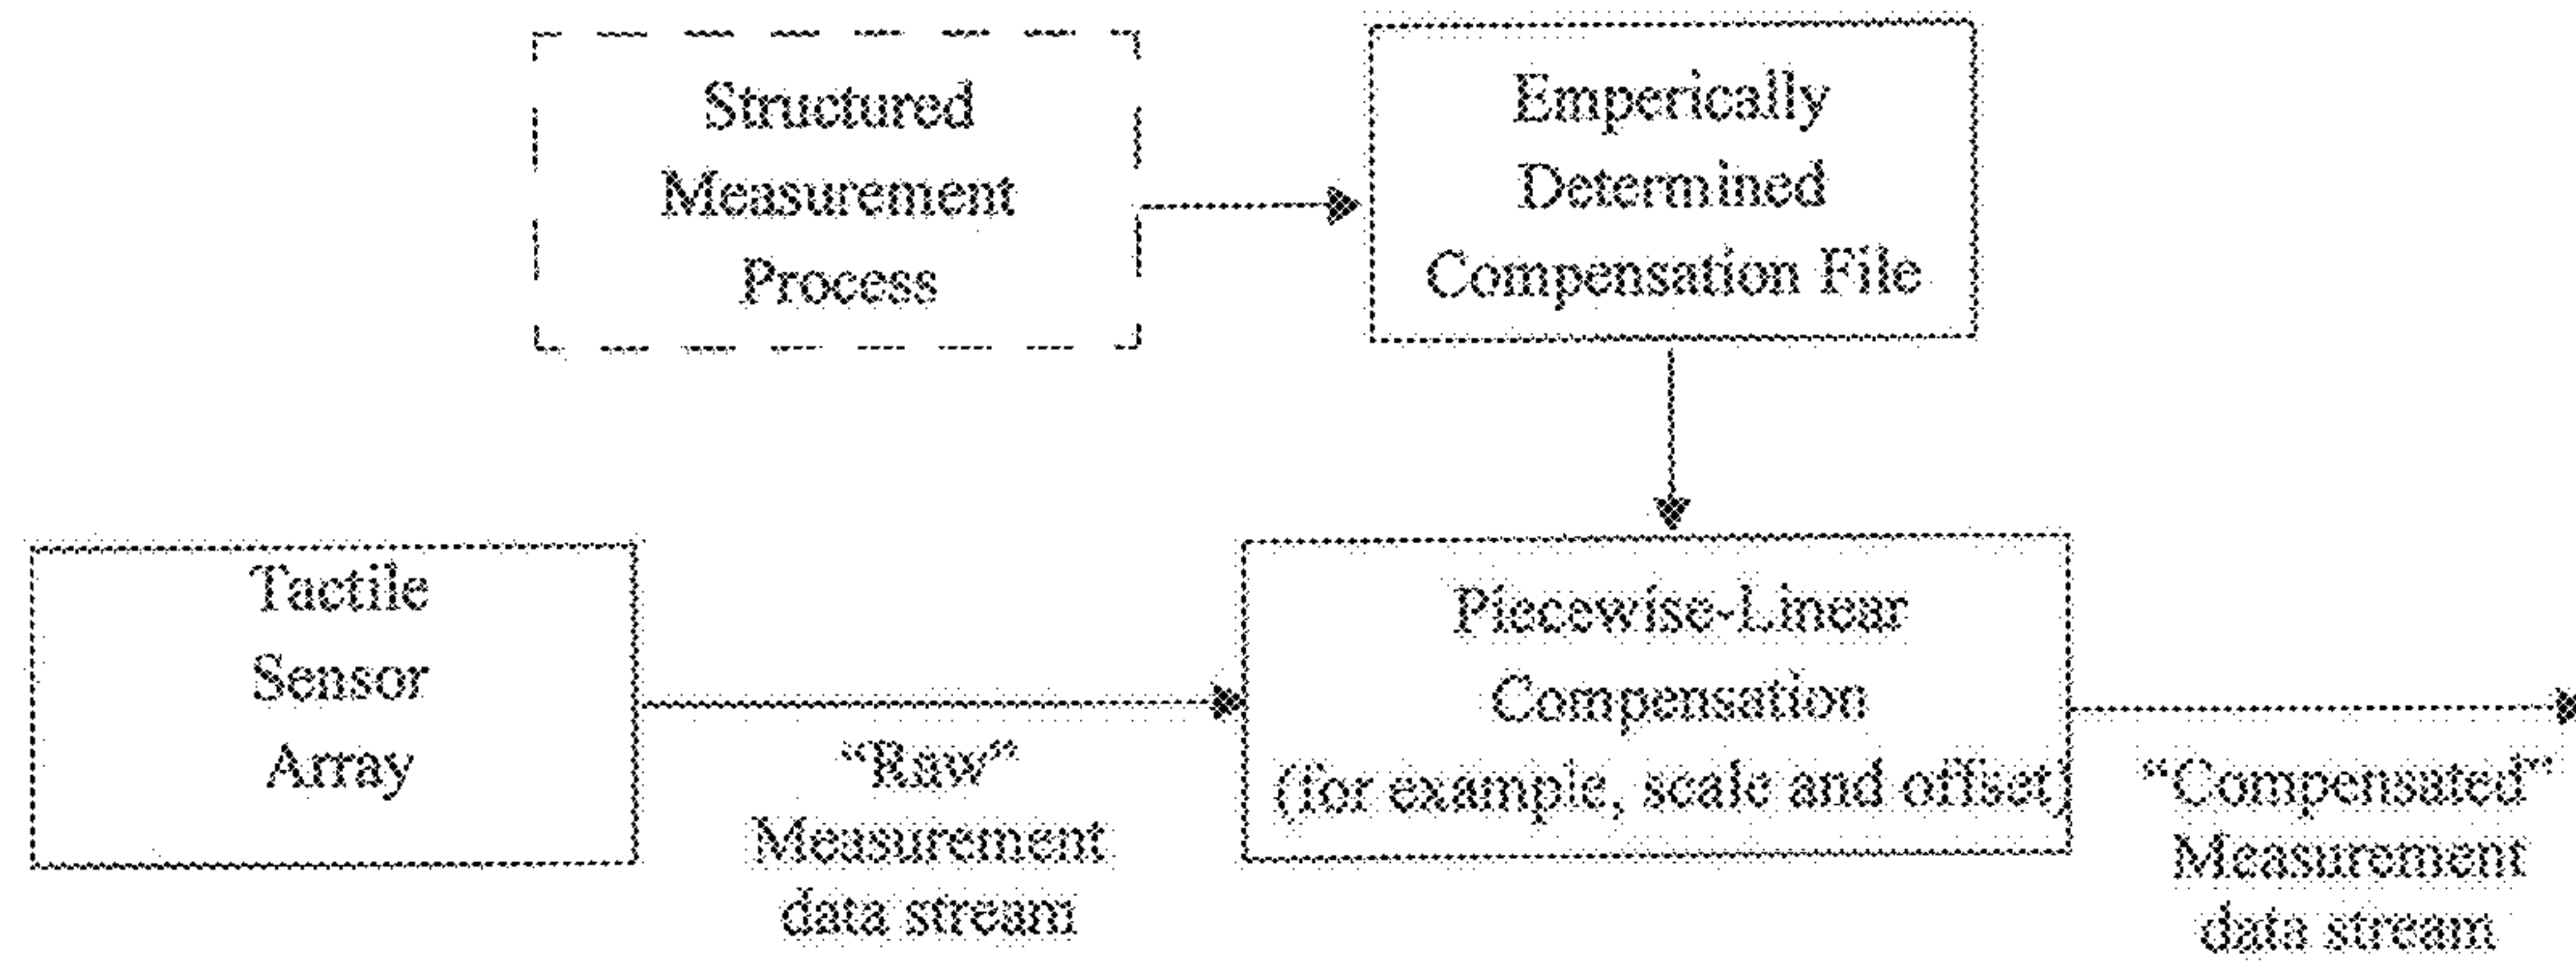 Structured
Measurement
Process
Emperically
Determined
Compensation File
Tactile
Sensor
Array
“Raw”
Measurement
data stream
Piecewise-Linear
Compensation
(for example, scale and offset)
“Compensated”
Measurement
data stream